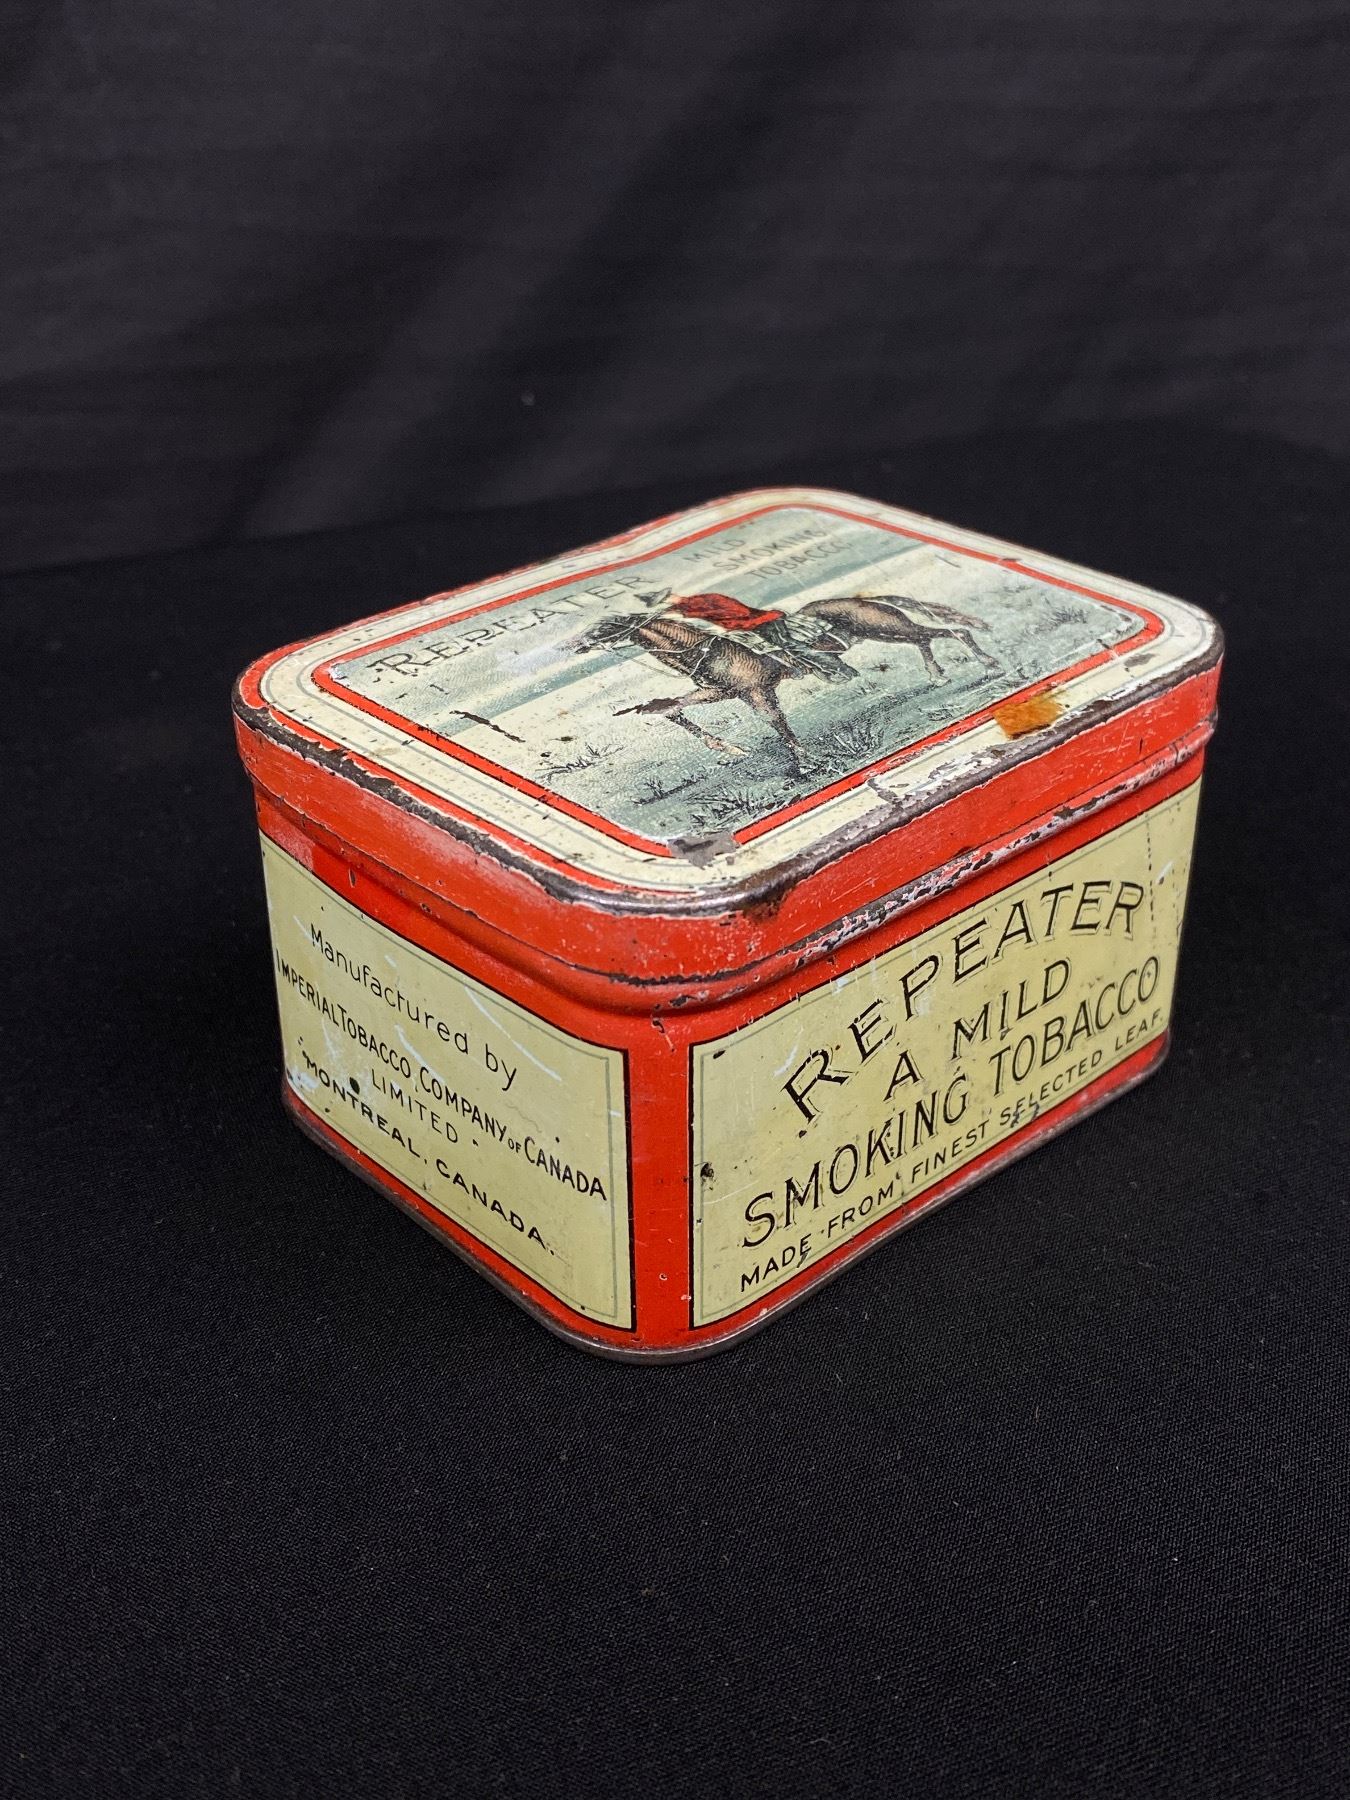 REPEATER
MILD
SMOKING
TOBACCO
Manufactured by
IMPERIAL TOBACCO COMPANY OF CANADA
LIMITED
MONTREAL, CANADA.
REPEATER
A MILD
SMOKING TOBACCO
MADE FROM FINEST SELECTED LEAF.